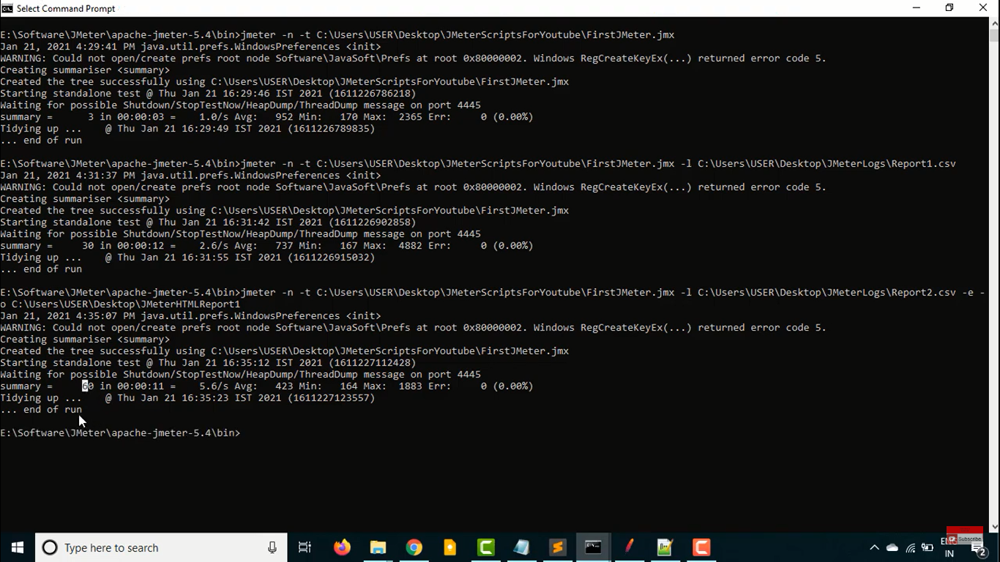 Select Command Prompt
E:\Software\JMeter\apache-jmeter-5.4\bin>jmeter -n -t C:\Users\USER\Desktop\JMeterScriptsForYoutube\FirstJMeter.jmx
Jan 21, 2021 4:29:41 PM java.util.prefs.WindowsPreferences <init>
WARNING: Could not open/create prefs root node Software\JavaSoft\Prefs at root 0x80000002. Windows RegCreateKeyEx(...) returned error code 5.
Creating summariser <summary>
Created the tree successfully using C:\Users\USER\Desktop\JMeterScriptsForYoutube\FirstJMeter.jmx
Starting standalone test @ Thu Jan 21 16:29:46 IST 2021 (1611226786218)
Waiting for possible Shutdown/StopTestNow/HeapDump/ThreadDump message on port 4445
summary =      3 in 00:00:03 =    1.0/s Avg:   952 Min:   170 Max:  2365 Err:     0 (0.00%)
Tidying up ...    @ Thu Jan 21 16:29:49 IST 2021 (1611226789835)
... end of run
E:\Software\JMeter\apache-jmeter-5.4\bin>jmeter -n -t C:\Users\USER\Desktop\JMeterScriptsForYoutube\FirstJMeter.jmx -l C:\Users\USER\Desktop\JMeterLogs\Report1.csv
Jan 21, 2021 4:31:37 PM java.util.prefs.WindowsPreferences <init>
WARNING: Could not open/create prefs root node Software\JavaSoft\Prefs at root 0x80000002. Windows RegCreateKeyEx(...) returned error code 5.
Creating summariser <summary>
Created the tree successfully using C:\Users\USER\Desktop\JMeterScriptsForYoutube\FirstJMeter.jmx
Starting standalone test @ Thu Jan 21 16:31:42 IST 2021 (1611226902858)
Waiting for possible Shutdown/StopTestNow/HeapDump/ThreadDump message on port 4445
summary =     30 in 00:00:12 =    2.6/s Avg:   737 Min:   167 Max:  4882 Err:     0 (0.00%)
Tidying up ...    @ Thu Jan 21 16:31:55 IST 2021 (1611226915032)
... end of run
E:\Software\JMeter\apache-jmeter-5.4\bin>jmeter -n -t C:\Users\USER\Desktop\JMeterScriptsForYoutube\FirstJMeter.jmx -l C:\Users\USER\Desktop\JMeterLogs\Report2.csv -e -
o C:\Users\USER\Desktop\JMeterHTMLReport1
Jan 21, 2021 4:35:07 PM java.util.prefs.WindowsPreferences <init>
WARNING: Could not open/create prefs root node Software\JavaSoft\Prefs at root 0x80000002. Windows RegCreateKeyEx(...) returned error code 5.
Creating summariser <summary>
Created the tree successfully using C:\Users\USER\Desktop\JMeterScriptsForYoutube\FirstJMeter.jmx
Starting standalone test @ Thu Jan 21 16:35:12 IST 2021 (1611227112428)
Waiting for possible Shutdown/StopTestNow/HeapDump/ThreadDump message on port 4445
summary =     60 in 00:00:11 =    5.6/s Avg:   423 Min:   164 Max:  1883 Err:     0 (0.00%)
Tidying up ...    @ Thu Jan 21 16:35:23 IST 2021 (1611227123557)
... end of run
E:\Software\JMeter\apache-jmeter-5.4\bin>
Type here to search
Subscribe
IN
2